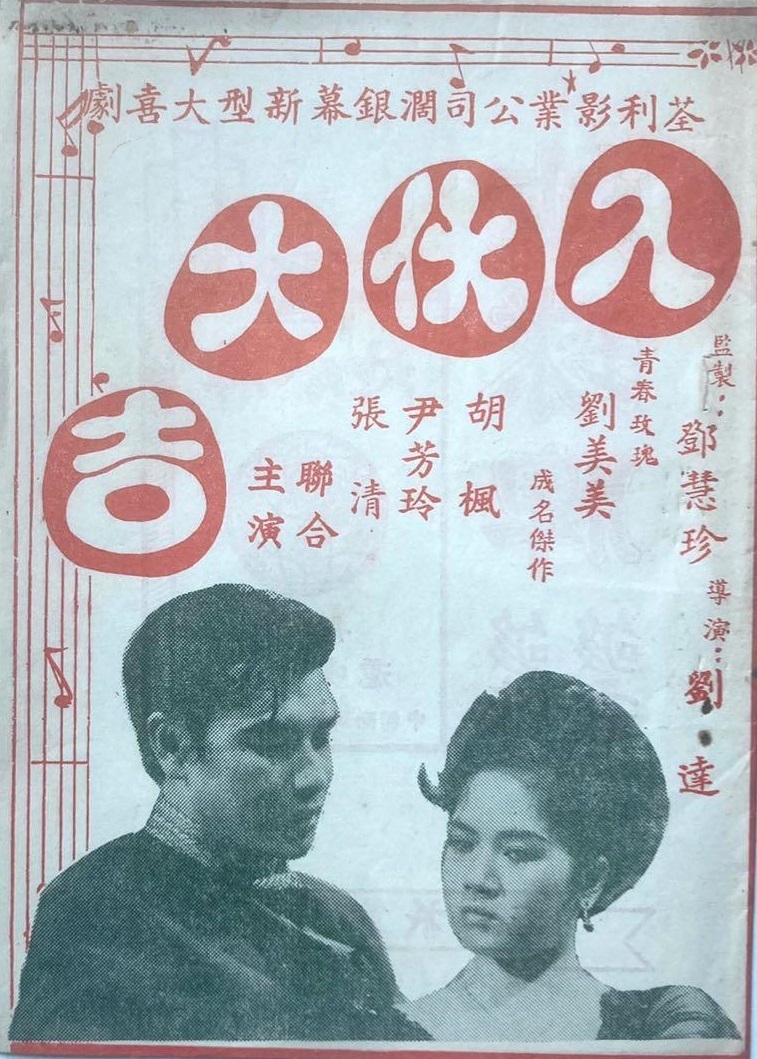 荃利影業公司濶銀幕新型大喜劇
入伙大吉
監製：鄧慧珍
導演：劉達
青春玫瑰
劉美美
成名傑作
胡楓
尹芳玲
張清
聯合
主演